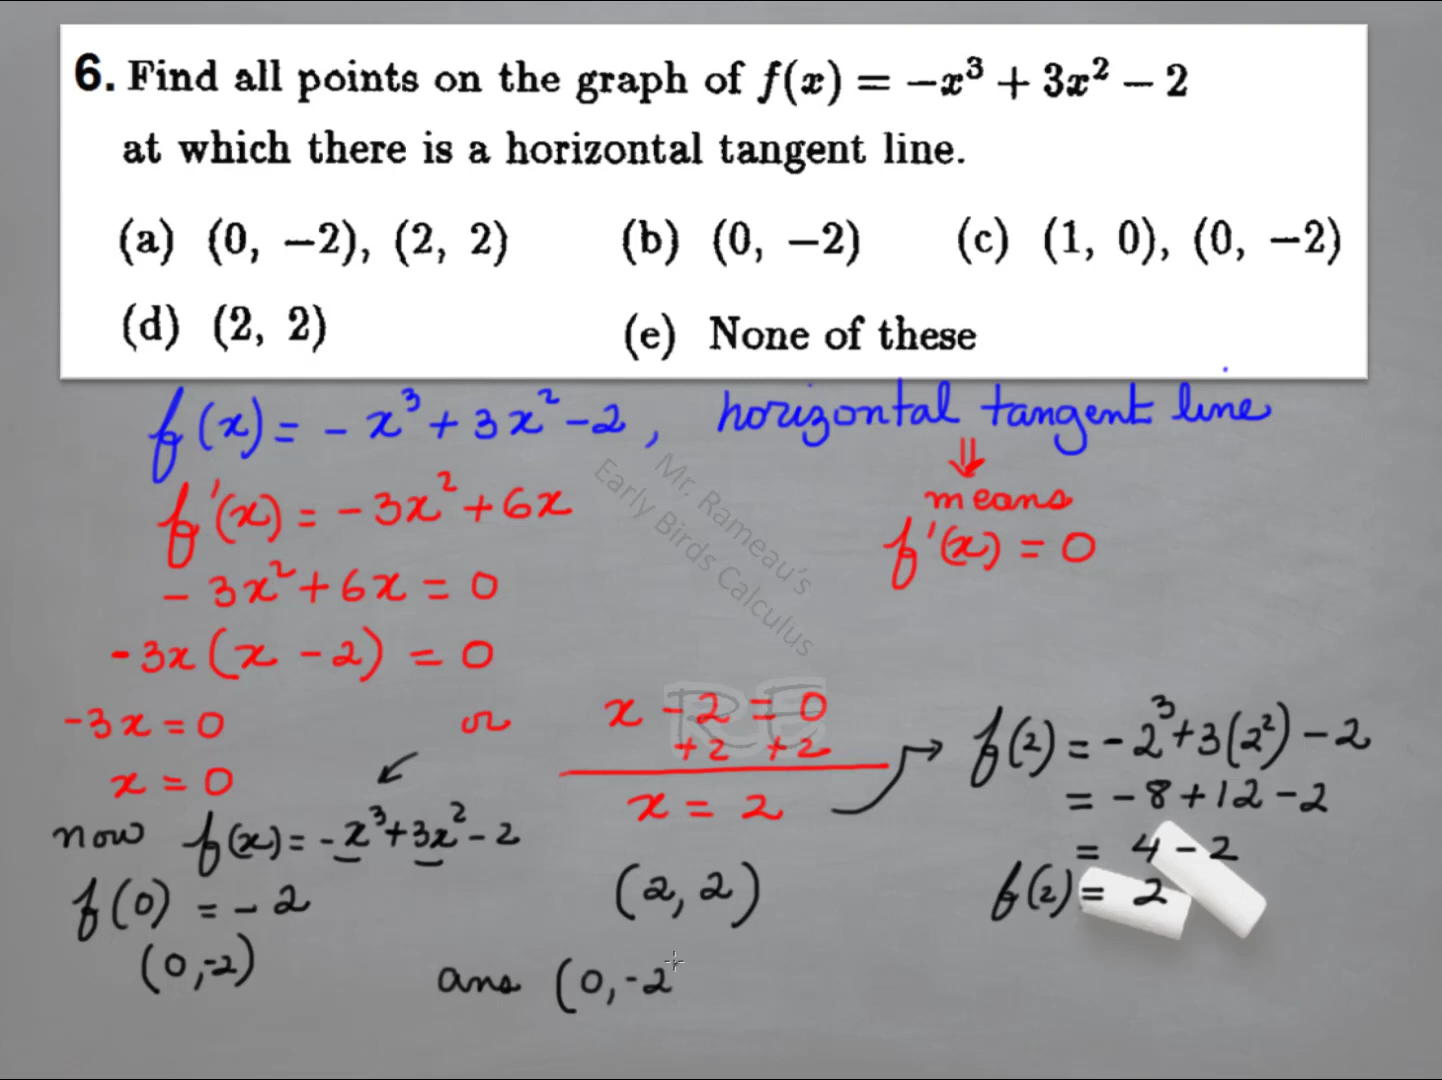 6. Find all points on the graph of f(x) = −x³ + 3x² − 2
at which there is a horizontal tangent line.
(a) (0, −2), (2, 2) (b) (0, −2) (c) (1, 0), (0, −2)
(d) (2, 2) (e) None of these
f(x) = - x³ + 3x² - 2, horizontal tangent line
⇓
means
f'(x) = 0
f'(x) = - 3x² + 6x
- 3x² + 6x = 0
-3x(x - 2) = 0
-3x = 0 or x - 2 = 0
+2 +2
x = 0
x = 2
now f(x) = -x³+3x²-2
f(0) = - 2
(0,-2)
(2, 2)
f(2) = - 2³+3(2²) - 2
= - 8 + 12 - 2
= 4 - 2
f(2) = 2
ans (0, -2
Mr. Rameau's
Early Birds Calculus
RE